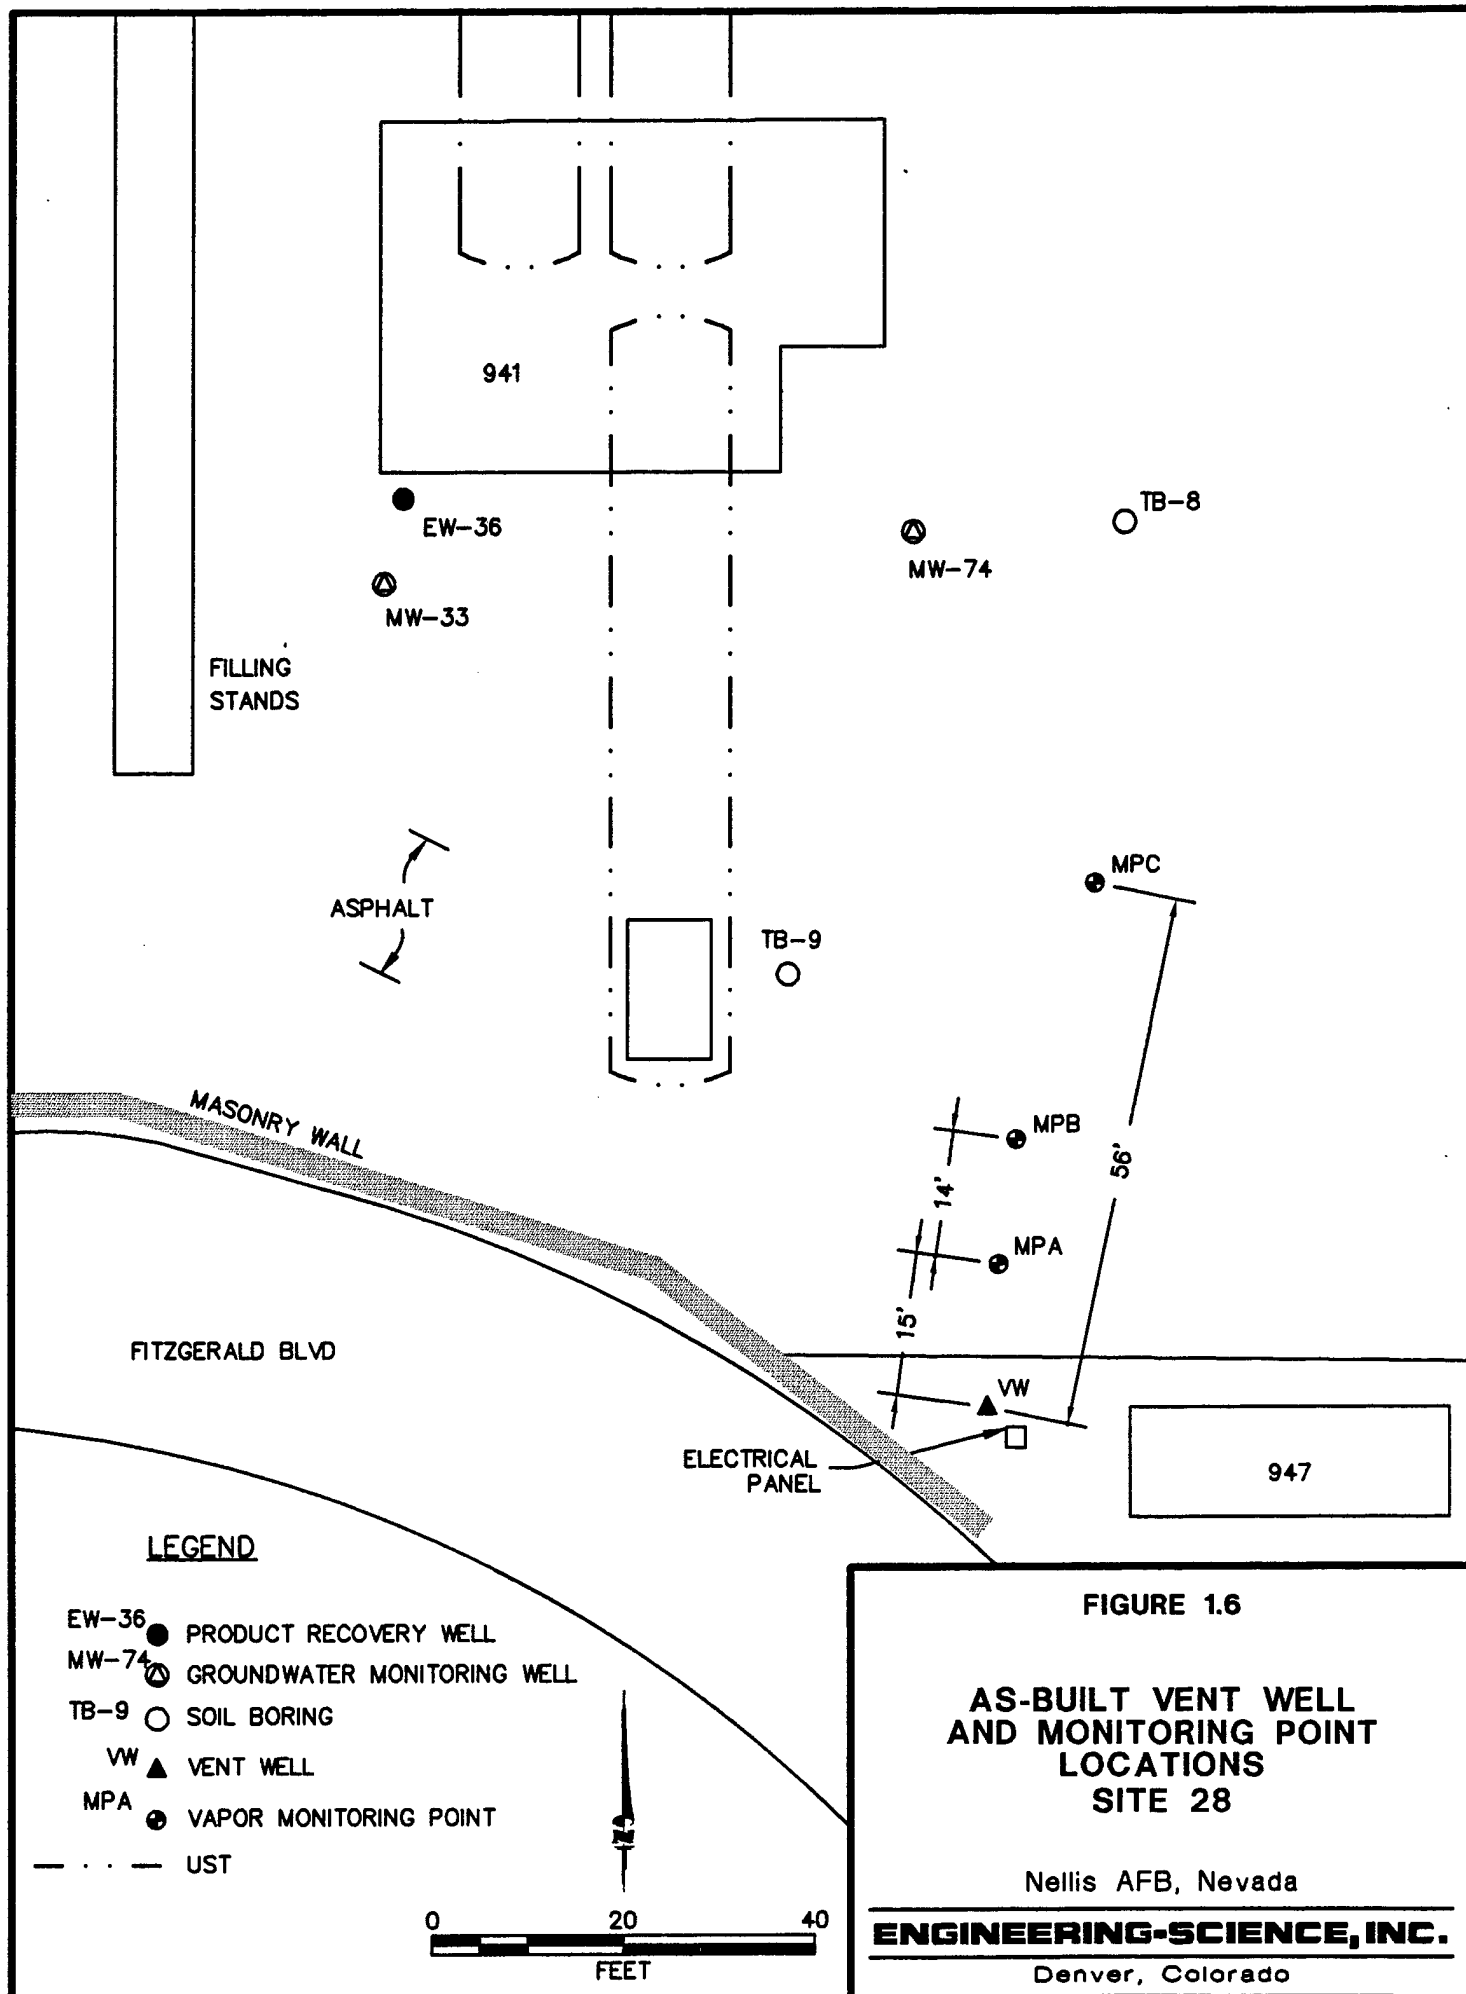 941
EW-36
MW-33
MW-74
TB-8
FILLING
STANDS
ASPHALT
TB-9
MPC
MASONRY WALL
MPB
56'
14'
MPA
15'
FITZGERALD BLVD
VW
ELECTRICAL
PANEL
947
LEGEND
EW-36 PRODUCT RECOVERY WELL
MW-74 GROUNDWATER MONITORING WELL
TB-9 SOIL BORING
VW VENT WELL
MPA VAPOR MONITORING POINT
UST
N
0 20 40
FEET
FIGURE 1.6
AS-BUILT VENT WELL
AND MONITORING POINT
LOCATIONS
SITE 28
Nellis AFB, Nevada
ENGINEERING-SCIENCE, INC.
Denver, Colorado